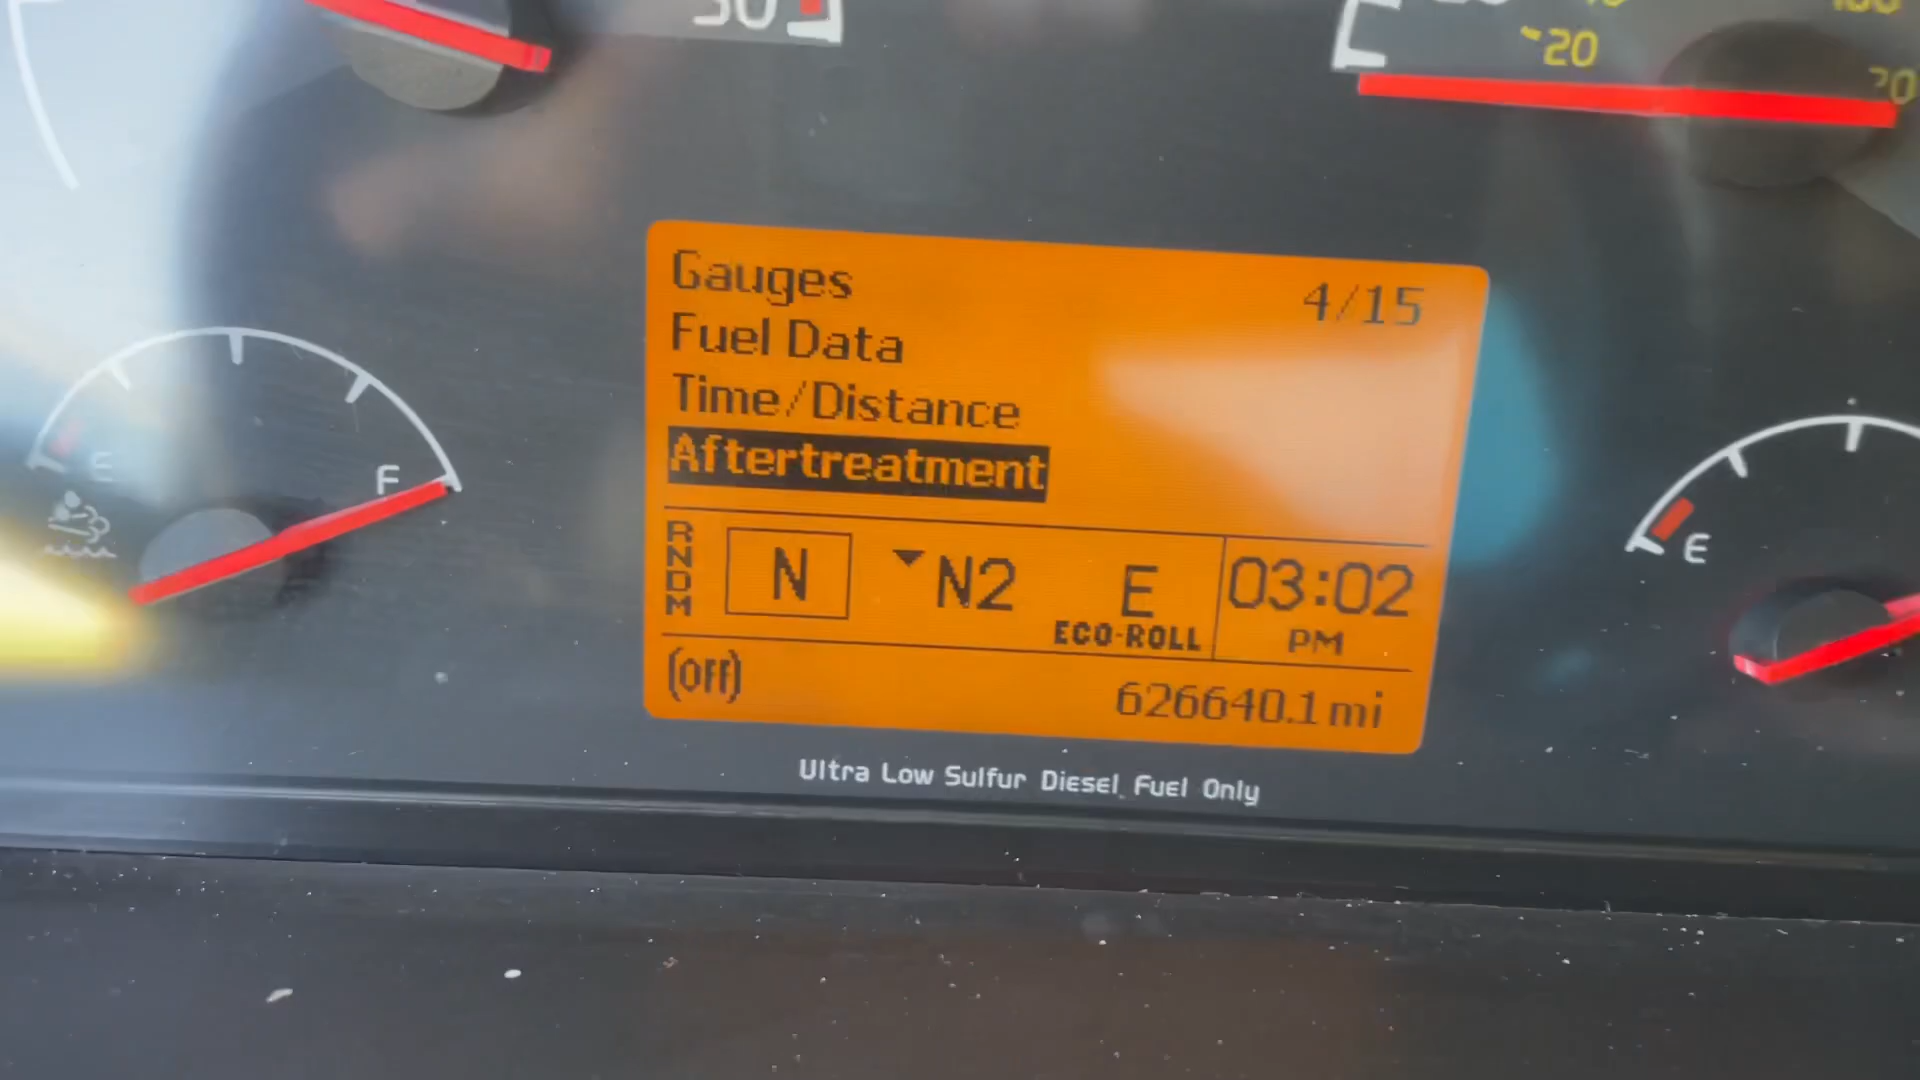 30
20
Gauges 4/15
Fuel Data
Time/Distance
Aftertreatment
RNDM N N2 E 03:02
ECO-ROLL PM
(Off) 626640.1 mi
E F
E
Ultra Low Sulfur Diesel Fuel Only